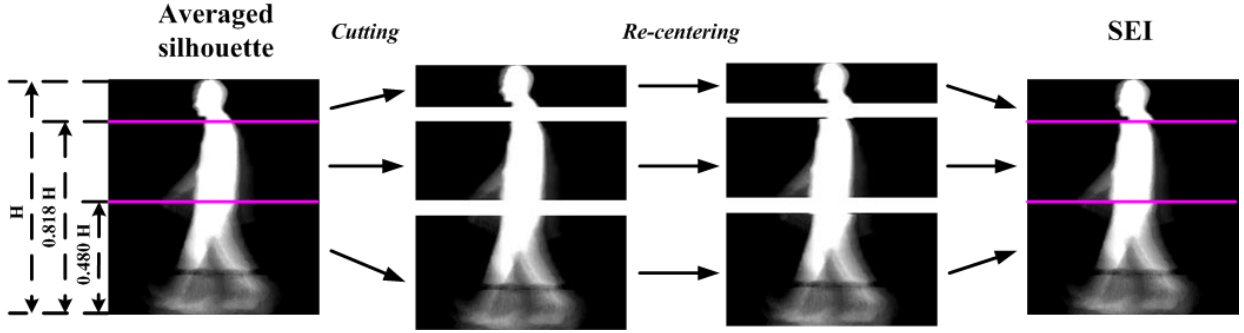 Averaged
silhouette
Cutting
Re-centering
SEI
H
0.818 H
0.480 H